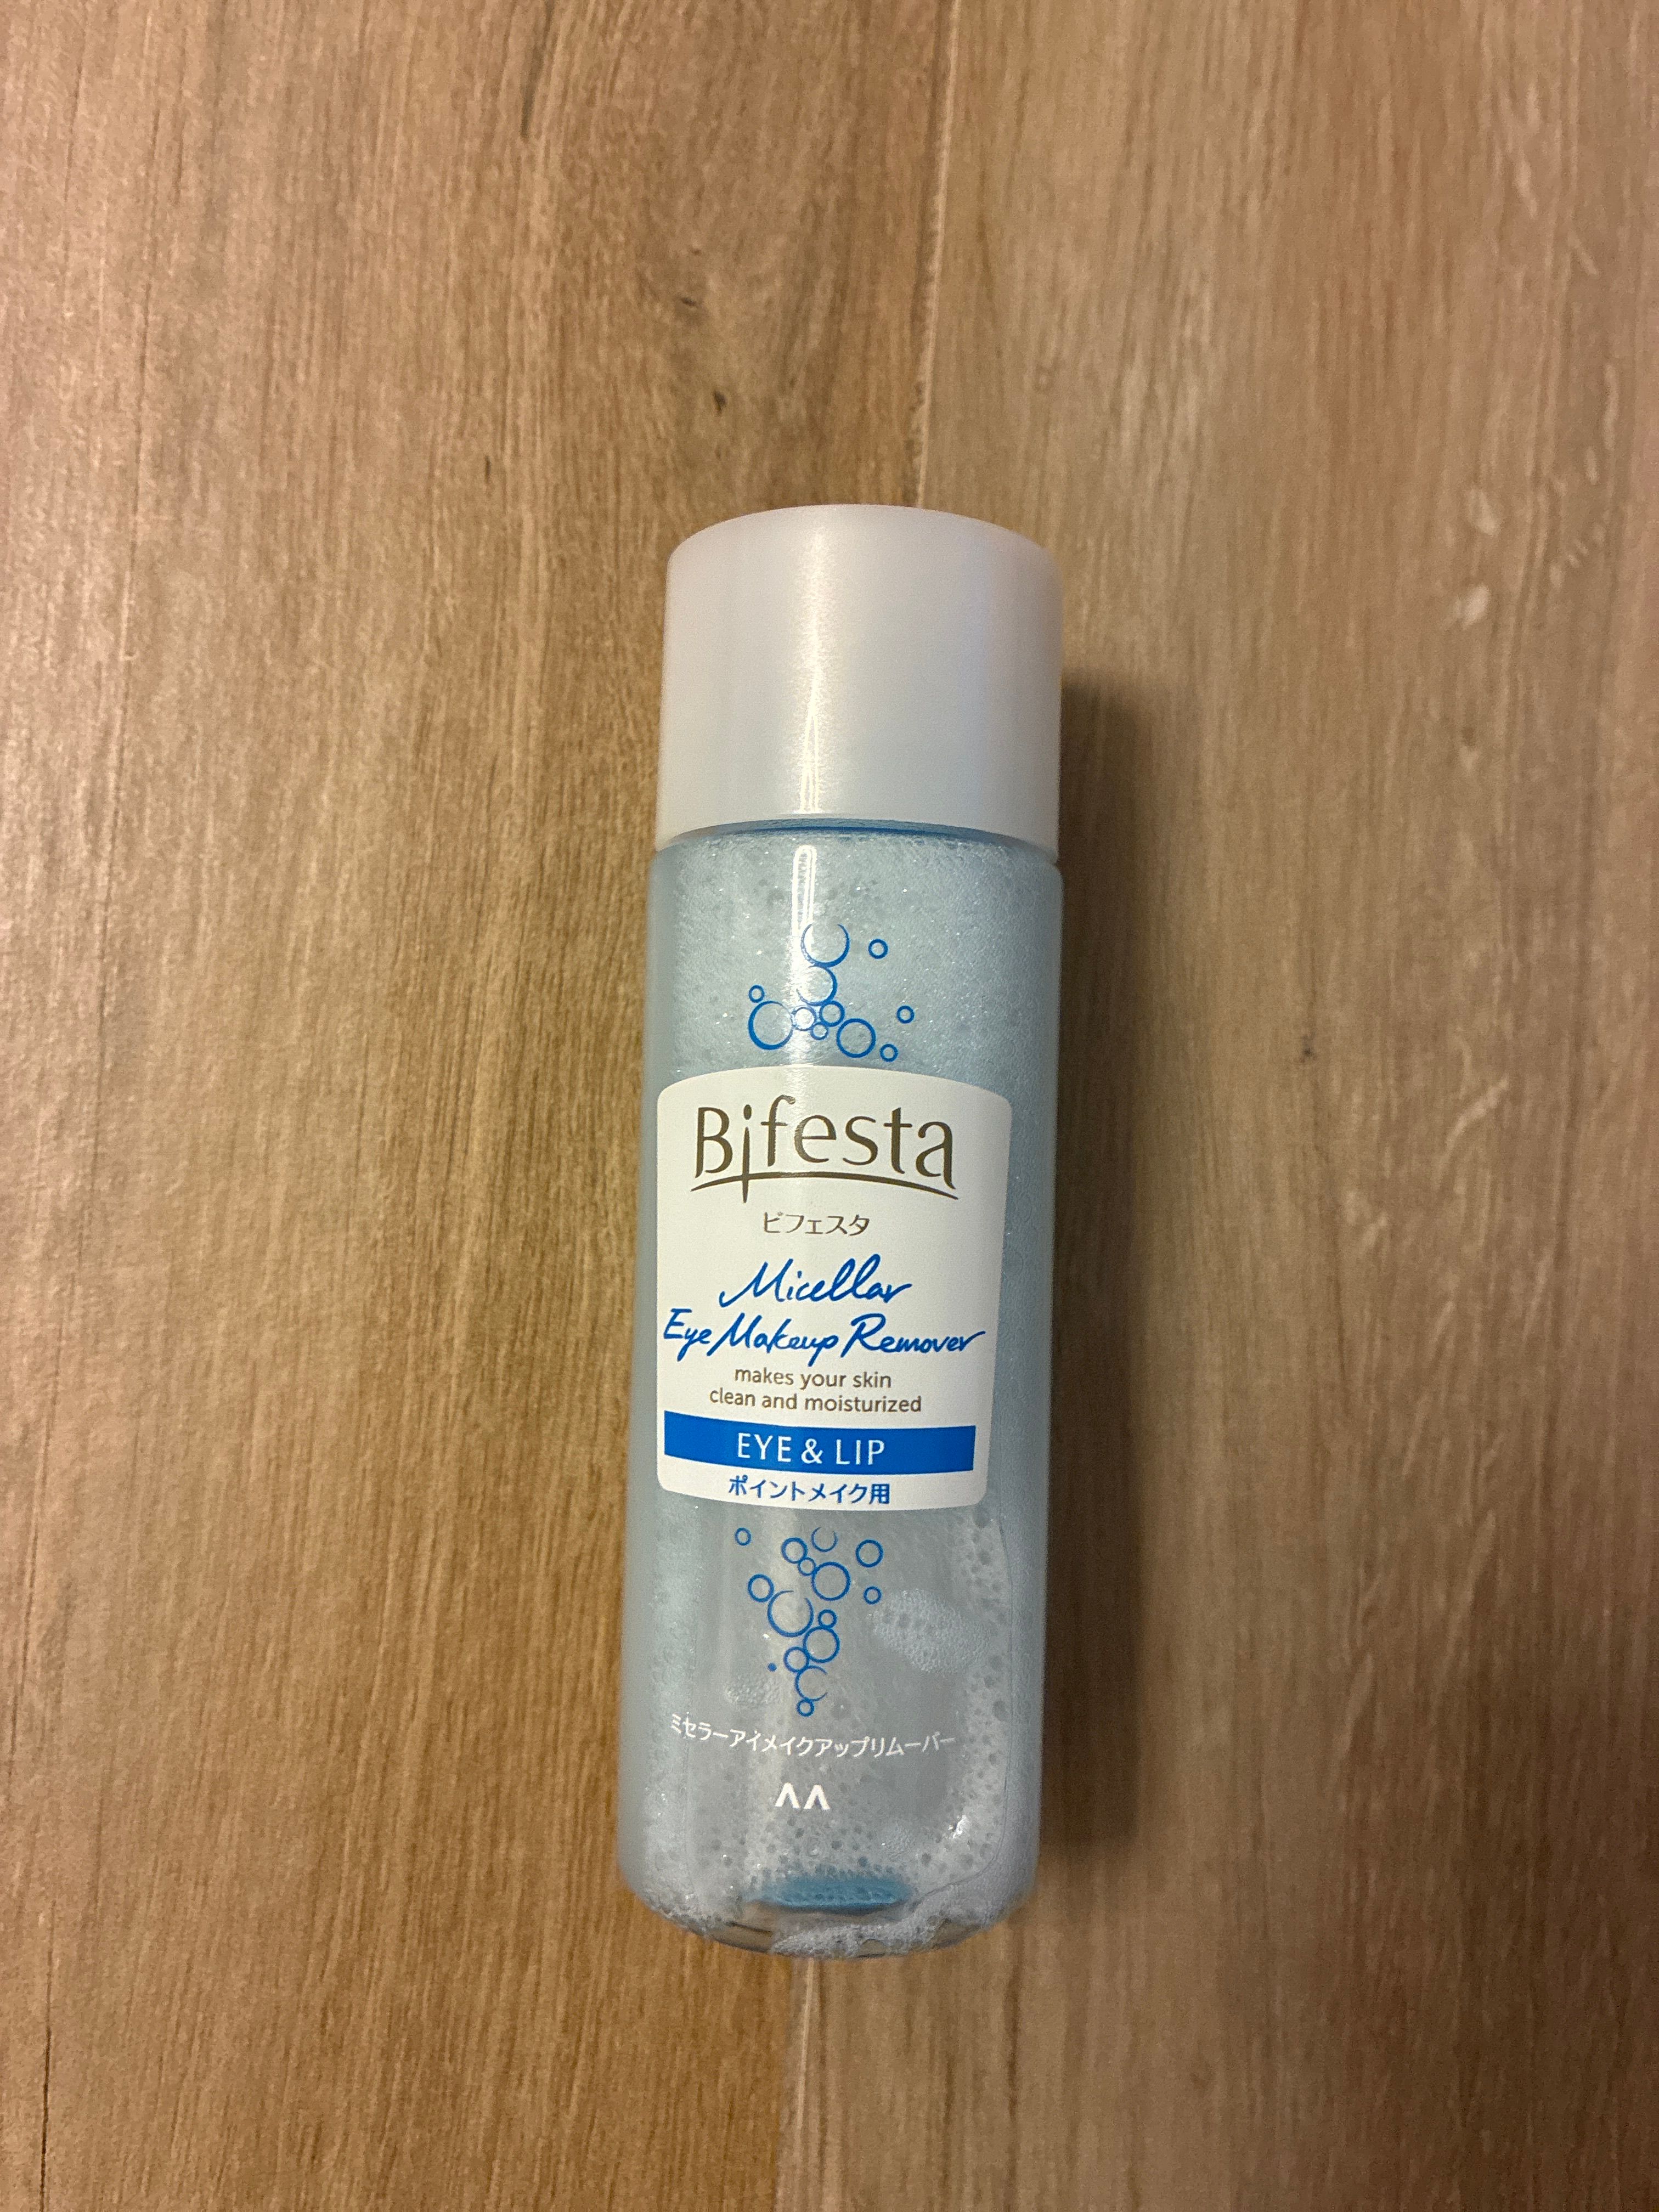 Bifesta
ビフェスタ
Micellar
Eye Makeup Remover
makes your skin
clean and moisturized
EYE & LIP
ポイントメイク用
ミセラーアイメイクアップリムーバー